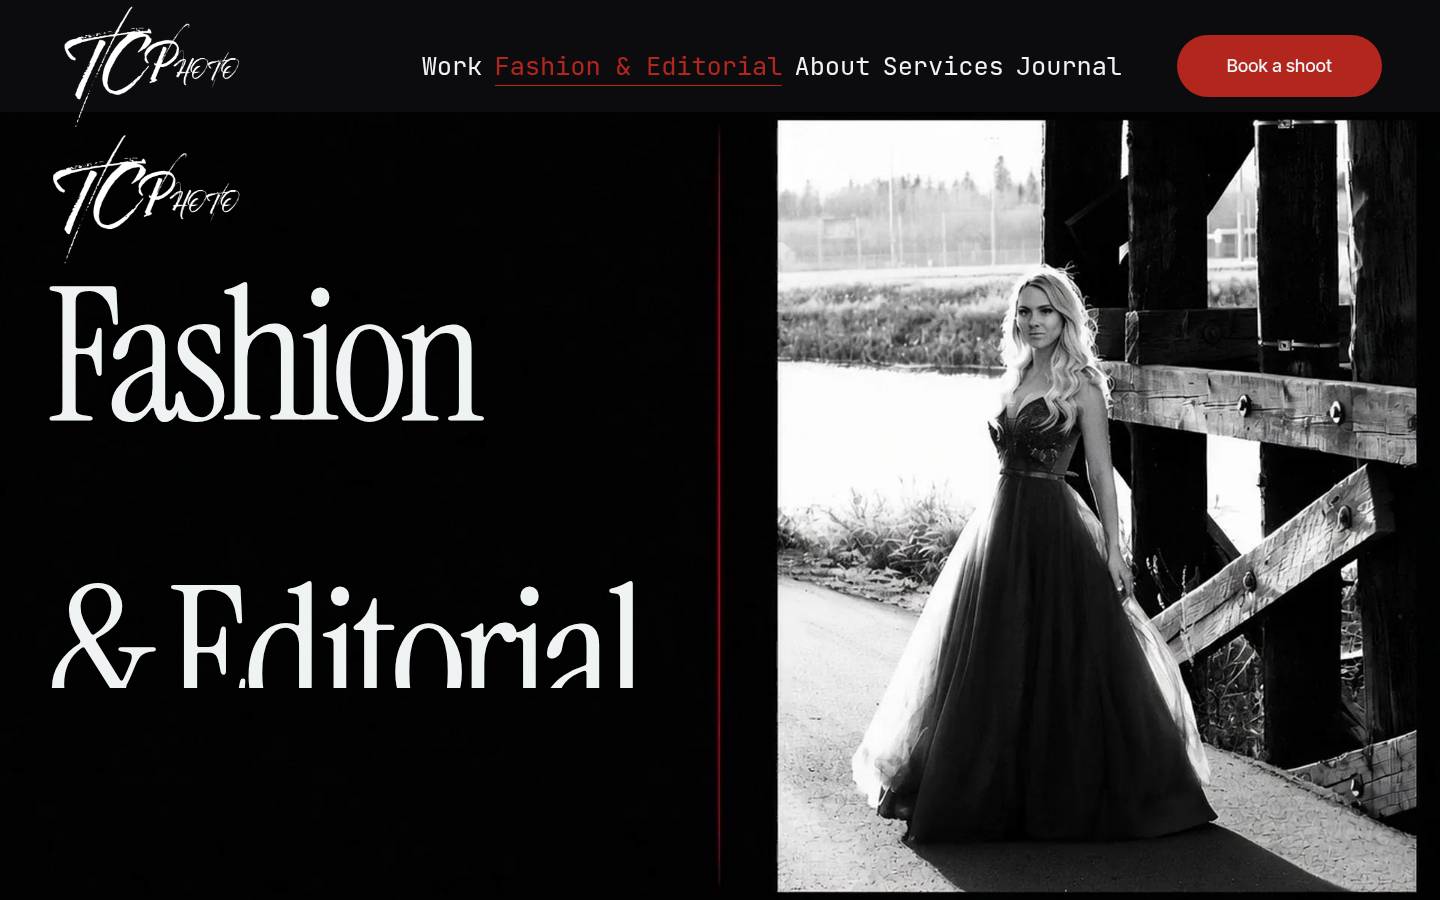 TCPHOTO
Work Fashion & Editorial About Services Journal
Book a shoot
TCPHOTO
Fashion
& Editorial